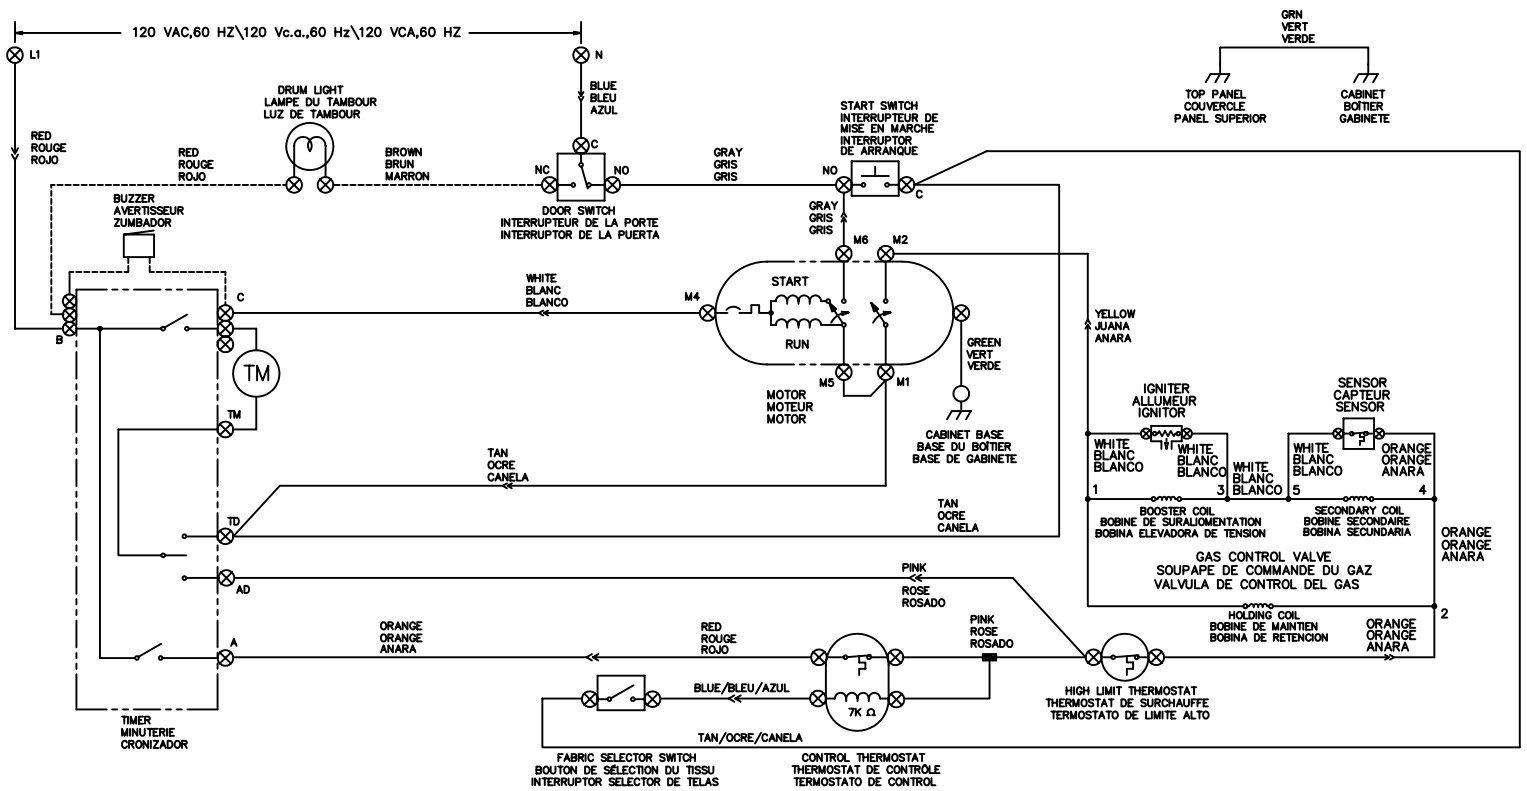 120 VAC,60 HZ\120 Vc.a.,60 Hz\120 VCA,60 HZ
L1
N
GRN
VERT
VERDE
TOP PANEL
COUVERCLE
PANEL SUPERIOR
CABINET
BOÎTIER
GABINETE
RED
ROUGE
ROJO
DRUM LIGHT
LAMPE DU TAMBOUR
LUZ DE TAMBOUR
BLUE
BLEU
AZUL
RED
ROUGE
ROJO
BROWN
BRUN
MARRON
C
NC
NO
DOOR SWITCH
INTERRUPTEUR DE LA PORTE
INTERRUPTOR DE LA PUERTA
GRAY
GRIS
GRIS
START SWITCH
INTERRUPTEUR DE
MISE EN MARCHE
INTERRUPTOR
DE ARRANQUE
NO
C
GRAY
GRIS
GRIS
BUZZER
AVERTISSEUR
ZUMBADOR
M6
M2
WHITE
BLANC
BLANCO
M4
START
RUN
M5
M1
MOTOR
MOTEUR
MOTOR
GREEN
VERT
VERDE
CABINET BASE
BASE DU BOÎTIER
BASE DE GABINETE
YELLOW
JUANA
ANARA
B
C
TM
TM
IGNITER
ALLUMEUR
IGNITOR
SENSOR
CAPTEUR
SENSOR
WHITE
BLANC
BLANCO
WHITE
BLANC
BLANCO
WHITE
BLANC
BLANCO
WHITE
BLANC
BLANCO
ORANGE
ORANGE
ANARA
1
3
5
4
BOOSTER COIL
BOBINE DE SURALIOMENTATION
BOBINA ELEVADORA DE TENSION
SECONDARY COIL
BOBINE SECONDAIRE
BOBINA SECUNDARIA
ORANGE
ORANGE
ANARA
GAS CONTROL VALVE
SOUPAPE DE COMMANDE DU GAZ
VALVULA DE CONTROL DEL GAS
HOLDING COIL
BOBINE DE MAINTIEN
BOBINA DE RETENCION
2
ORANGE
ORANGE
ANARA
TAN
OCRE
CANELA
TAN
OCRE
CANELA
TD
AD
PINK
ROSE
ROSADO
A
ORANGE
ORANGE
ANARA
RED
ROUGE
ROJO
PINK
ROSE
ROSADO
BLUE/BLEU/AZUL
7K Ω
HIGH LIMIT THERMOSTAT
THERMOSTAT DE SURCHAUFFE
TERMOSTATO DE LIMITE ALTO
TIMER
MINUTERIE
CRONIZADOR
TAN/OCRE/CANELA
FABRIC SELECTOR SWITCH
BOUTON DE SÉLECTION DU TISSU
INTERRUPTOR SELECTOR DE TELAS
CONTROL THERMOSTAT
THERMOSTAT DE CONTRÔLE
TERMOSTATO DE CONTROL